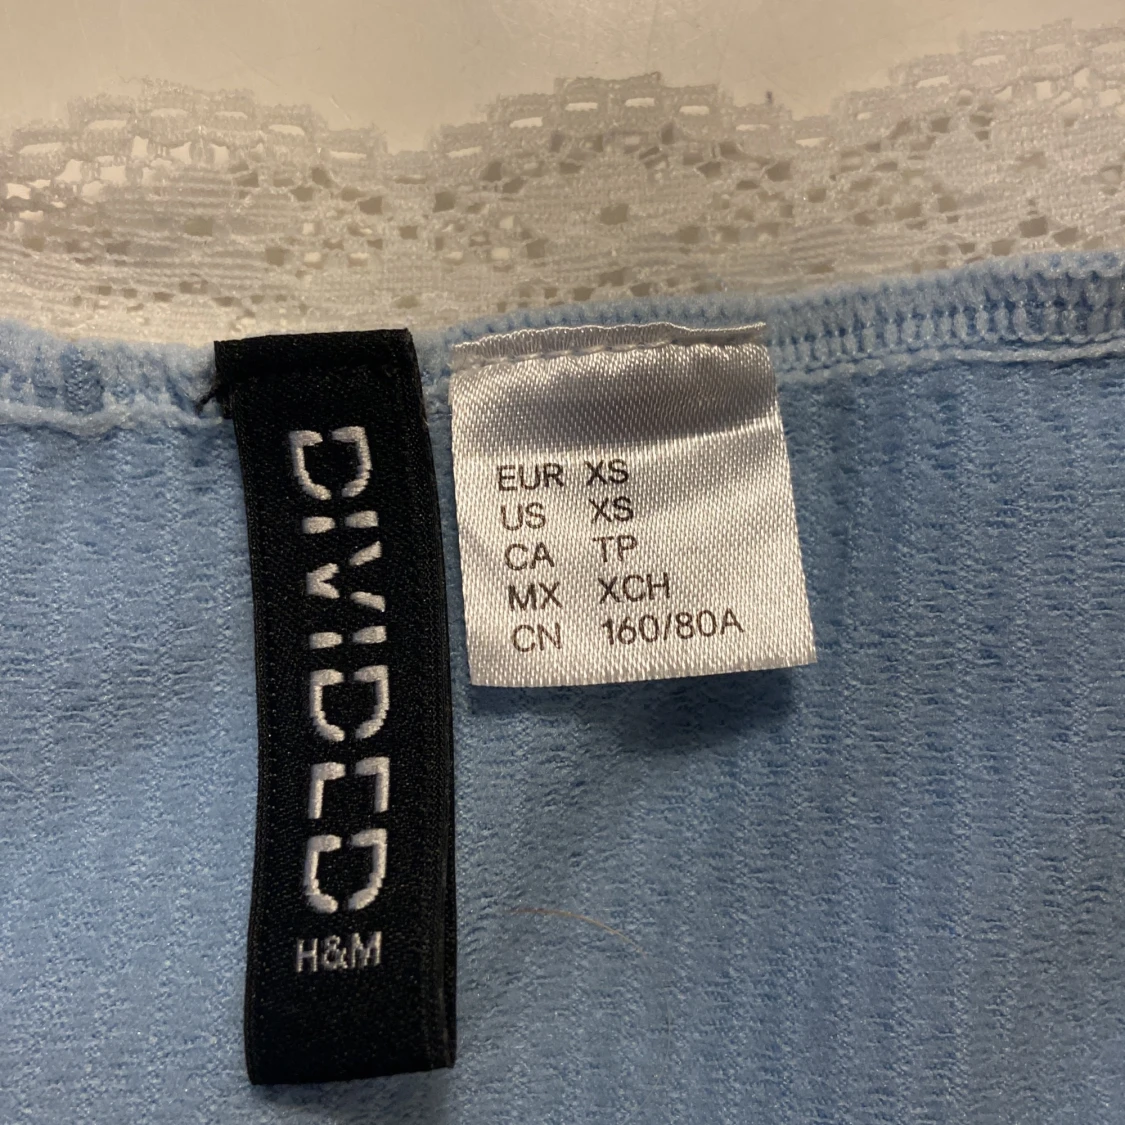 DIVIDED
H&M
EUR XS
US XS
CA TP
MX XCH
CN 160/80A